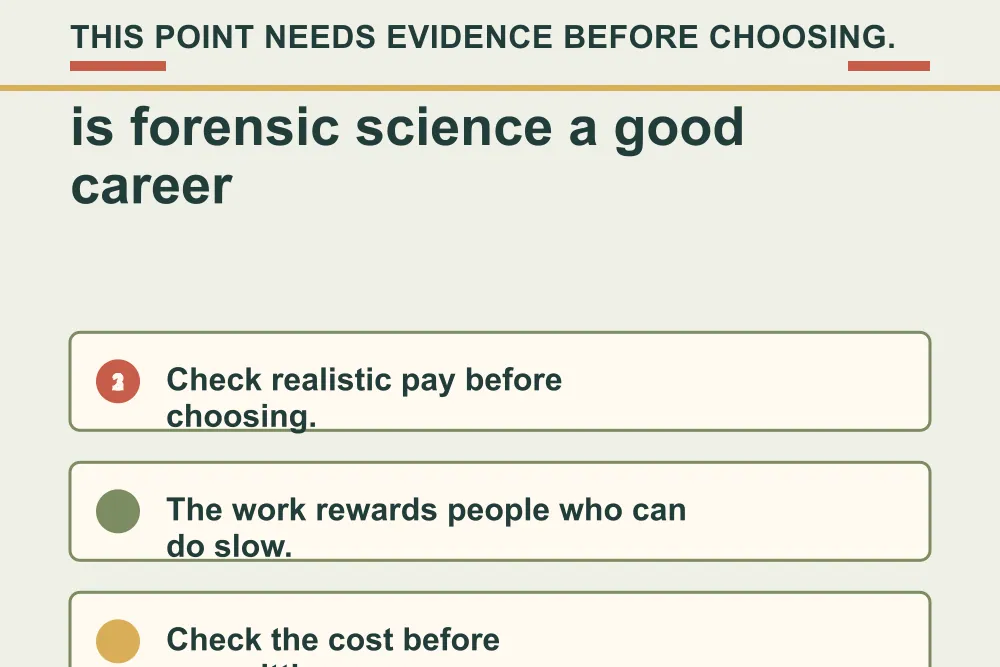 THIS POINT NEEDS EVIDENCE BEFORE CHOOSING.
is forensic science a good
career
Check realistic pay before
choosing.
The work rewards people who can
do slow.
Check the cost before